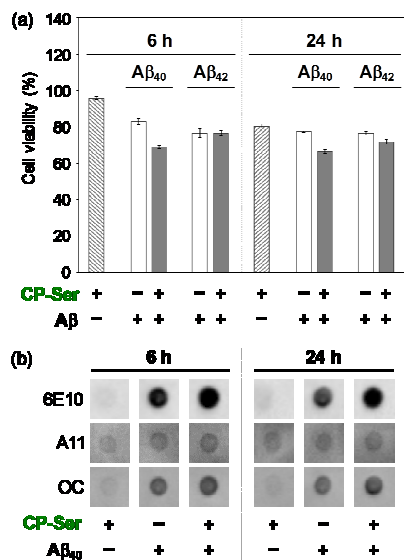 (a)
140
120
100
80
60
40
20
0
Cell viability (%)
6 h 24 h
Aβ40 Aβ42 Aβ40 Aβ42
CP-Ser + − + − + + − + − +
Aβ − + + + + − + + + +
(b)
6 h 24 h
6E10
A11
OC
CP-Ser + − + + − +
Aβ40 − + + − + +